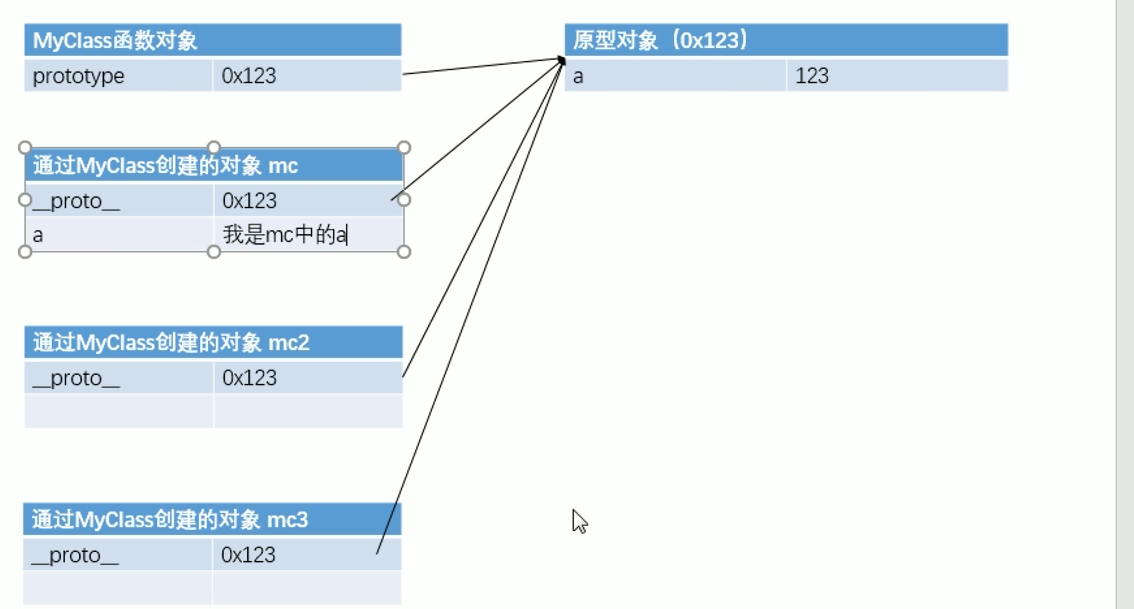 MyClass函数对象
prototype 0x123
原型对象（0x123）
a 123
通过MyClass创建的对象 mc
__proto__ 0x123
a 我是mc中的a
通过MyClass创建的对象 mc2
__proto__ 0x123
通过MyClass创建的对象 mc3
__proto__ 0x123